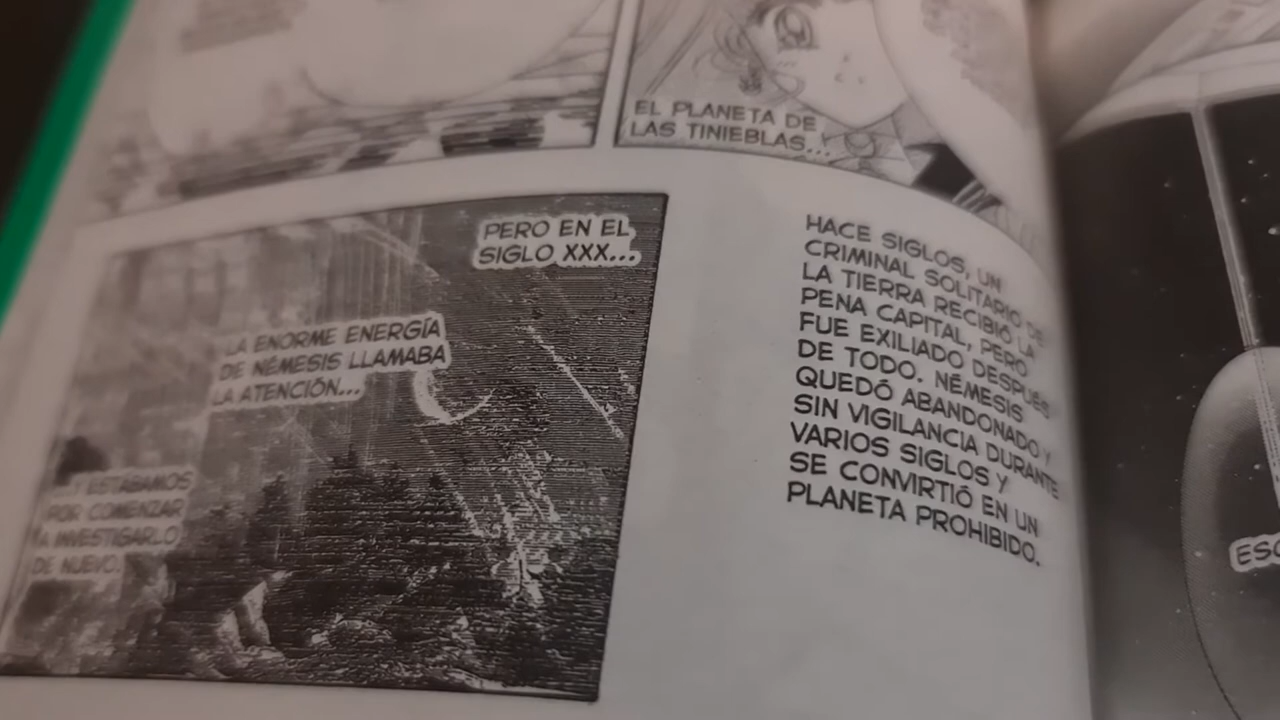 EL PLANETA DE
LAS TINIEBLAS...
HACE SIGLOS, UN
CRIMINAL SOLITARIO DE
LA TIERRA RECIBIÓ LA
PENA CAPITAL, PERO
FUE EXILIADO DESPUÉS
DE TODO. NÉMESIS
QUEDÓ ABANDONADO Y
SIN VIGILANCIA DURANTE
VARIOS SIGLOS Y
SE CONVIRTIÓ EN UN
PLANETA PROHIBIDO.
PERO EN EL
SIGLO XXX...
LA ENORME ENERGÍA
DE NÉMESIS LLAMABA
LA ATENCIÓN...
...Y ESTÁBAMOS
POR COMENZAR
A INVESTIGARLO
DE NUEVO.